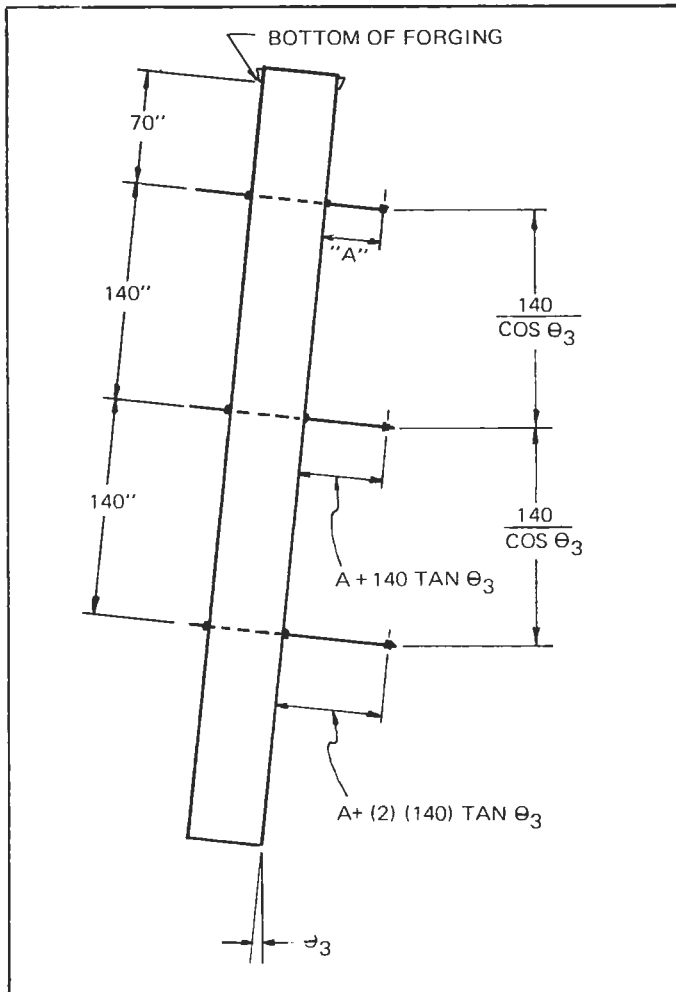 BOTTOM OF FORGING
70"
"A"
140"
140
COS θ3
140"
140
COS θ3
A + 140 TAN θ3
A+ (2) (140) TAN θ3
θ3